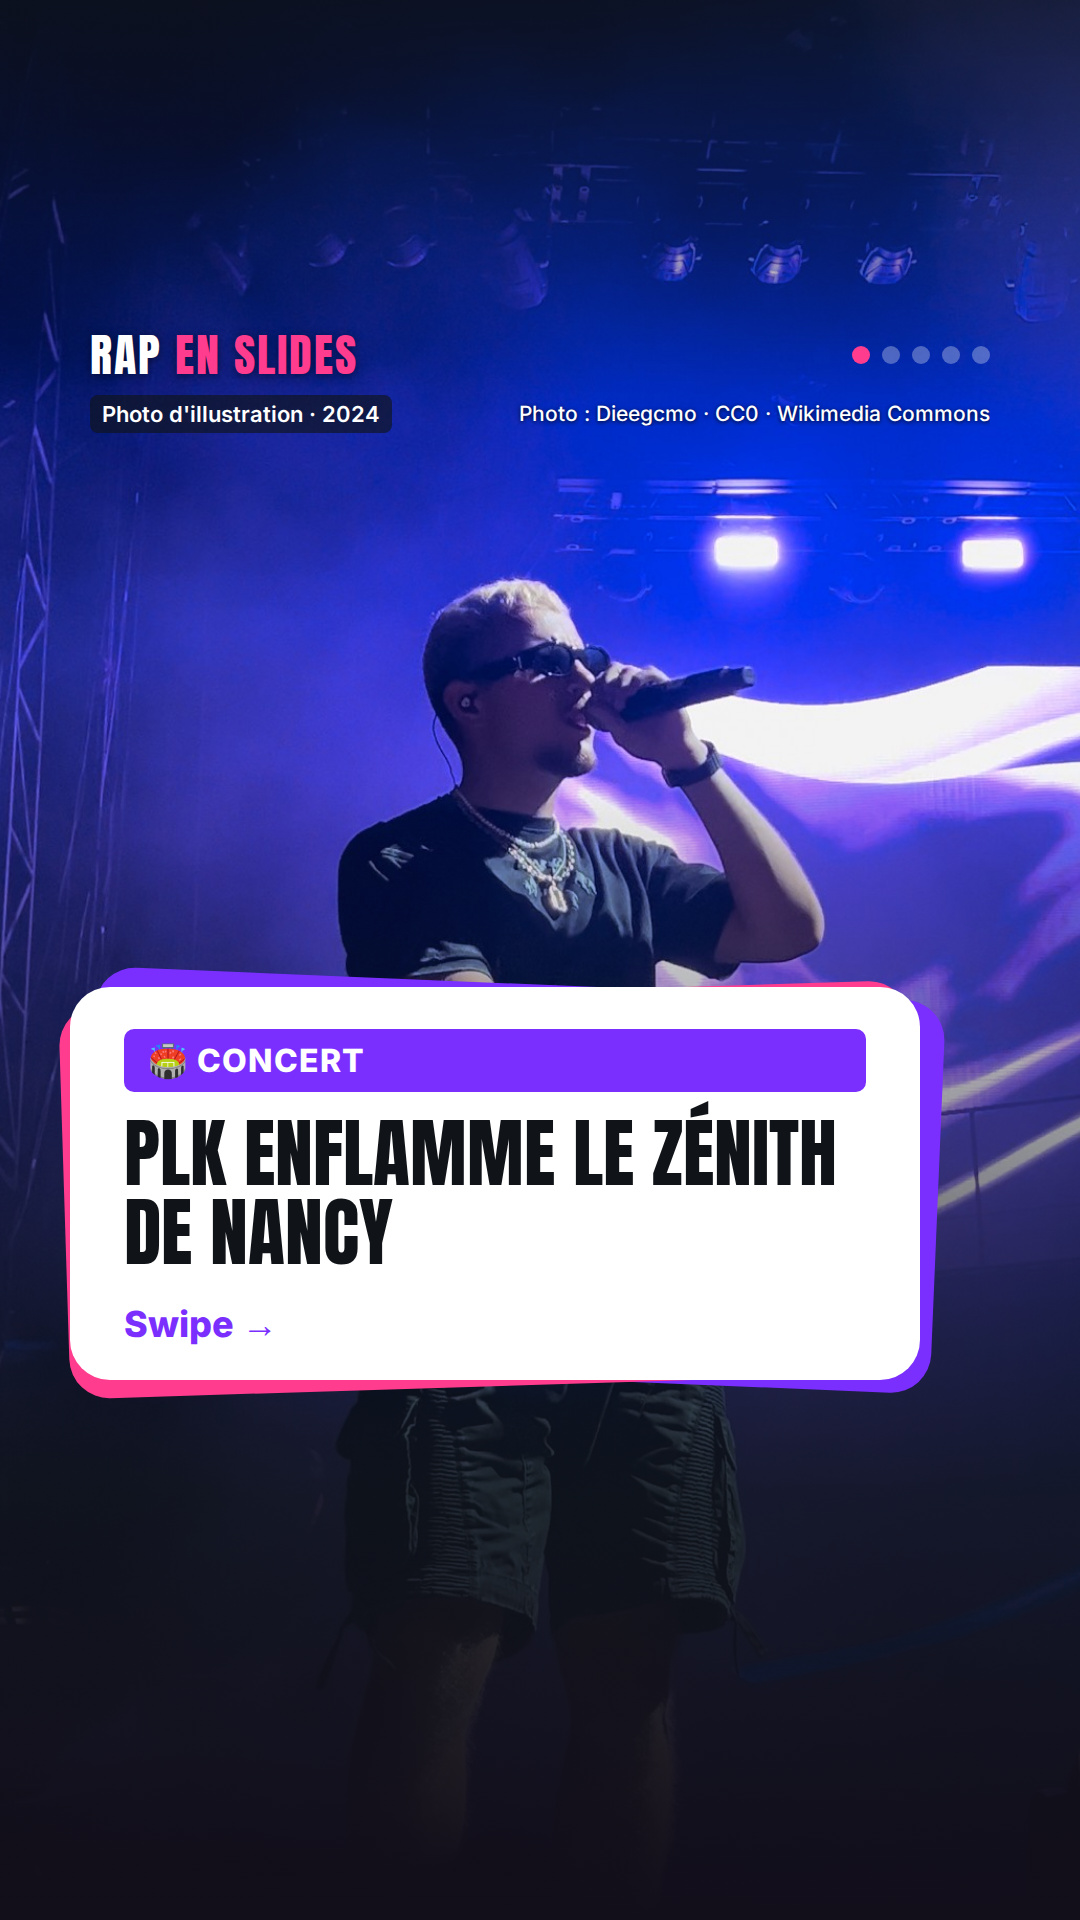 RAP EN SLIDES
Photo d'illustration · 2024
Photo : Dieegcmo · CC0 · Wikimedia Commons
🏟️ CONCERT
PLK ENFLAMME LE ZÉNITH
DE NANCY
Swipe →